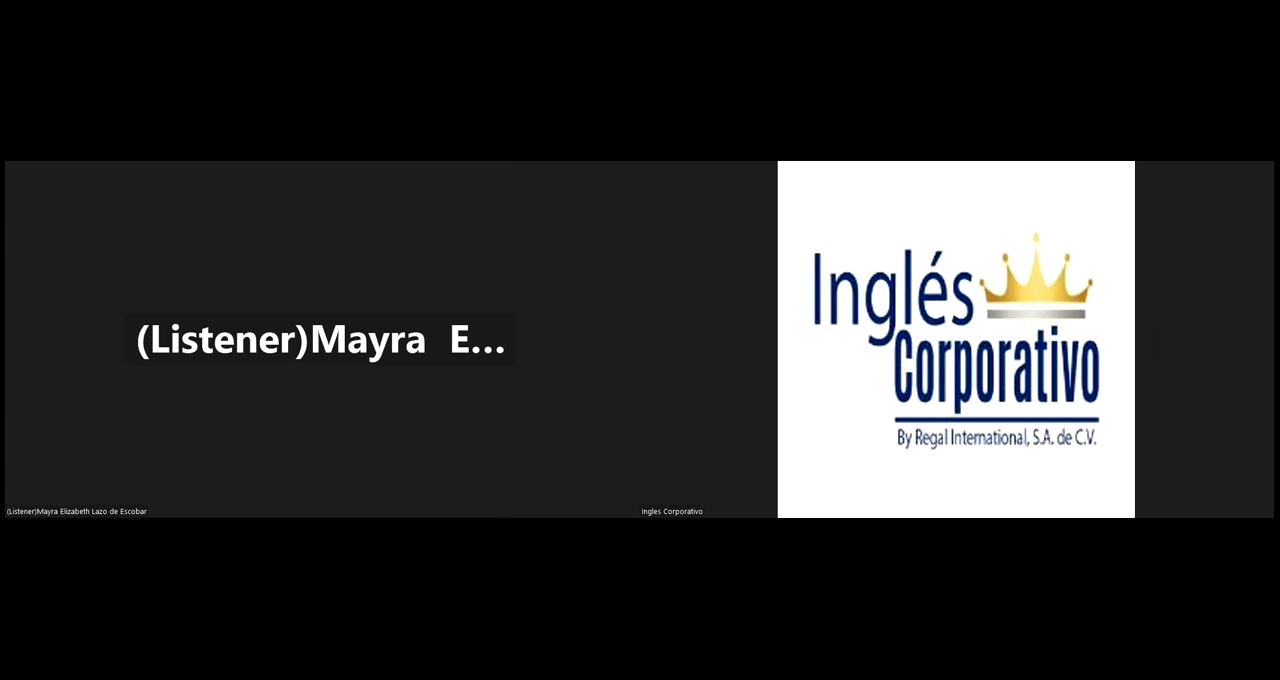 (Listener)Mayra E...
(Listener)Mayra Elizabeth Lazo de Escobar
Inglés
Corporativo
By Regal International, S.A. de C.V.
Ingles Corporativo